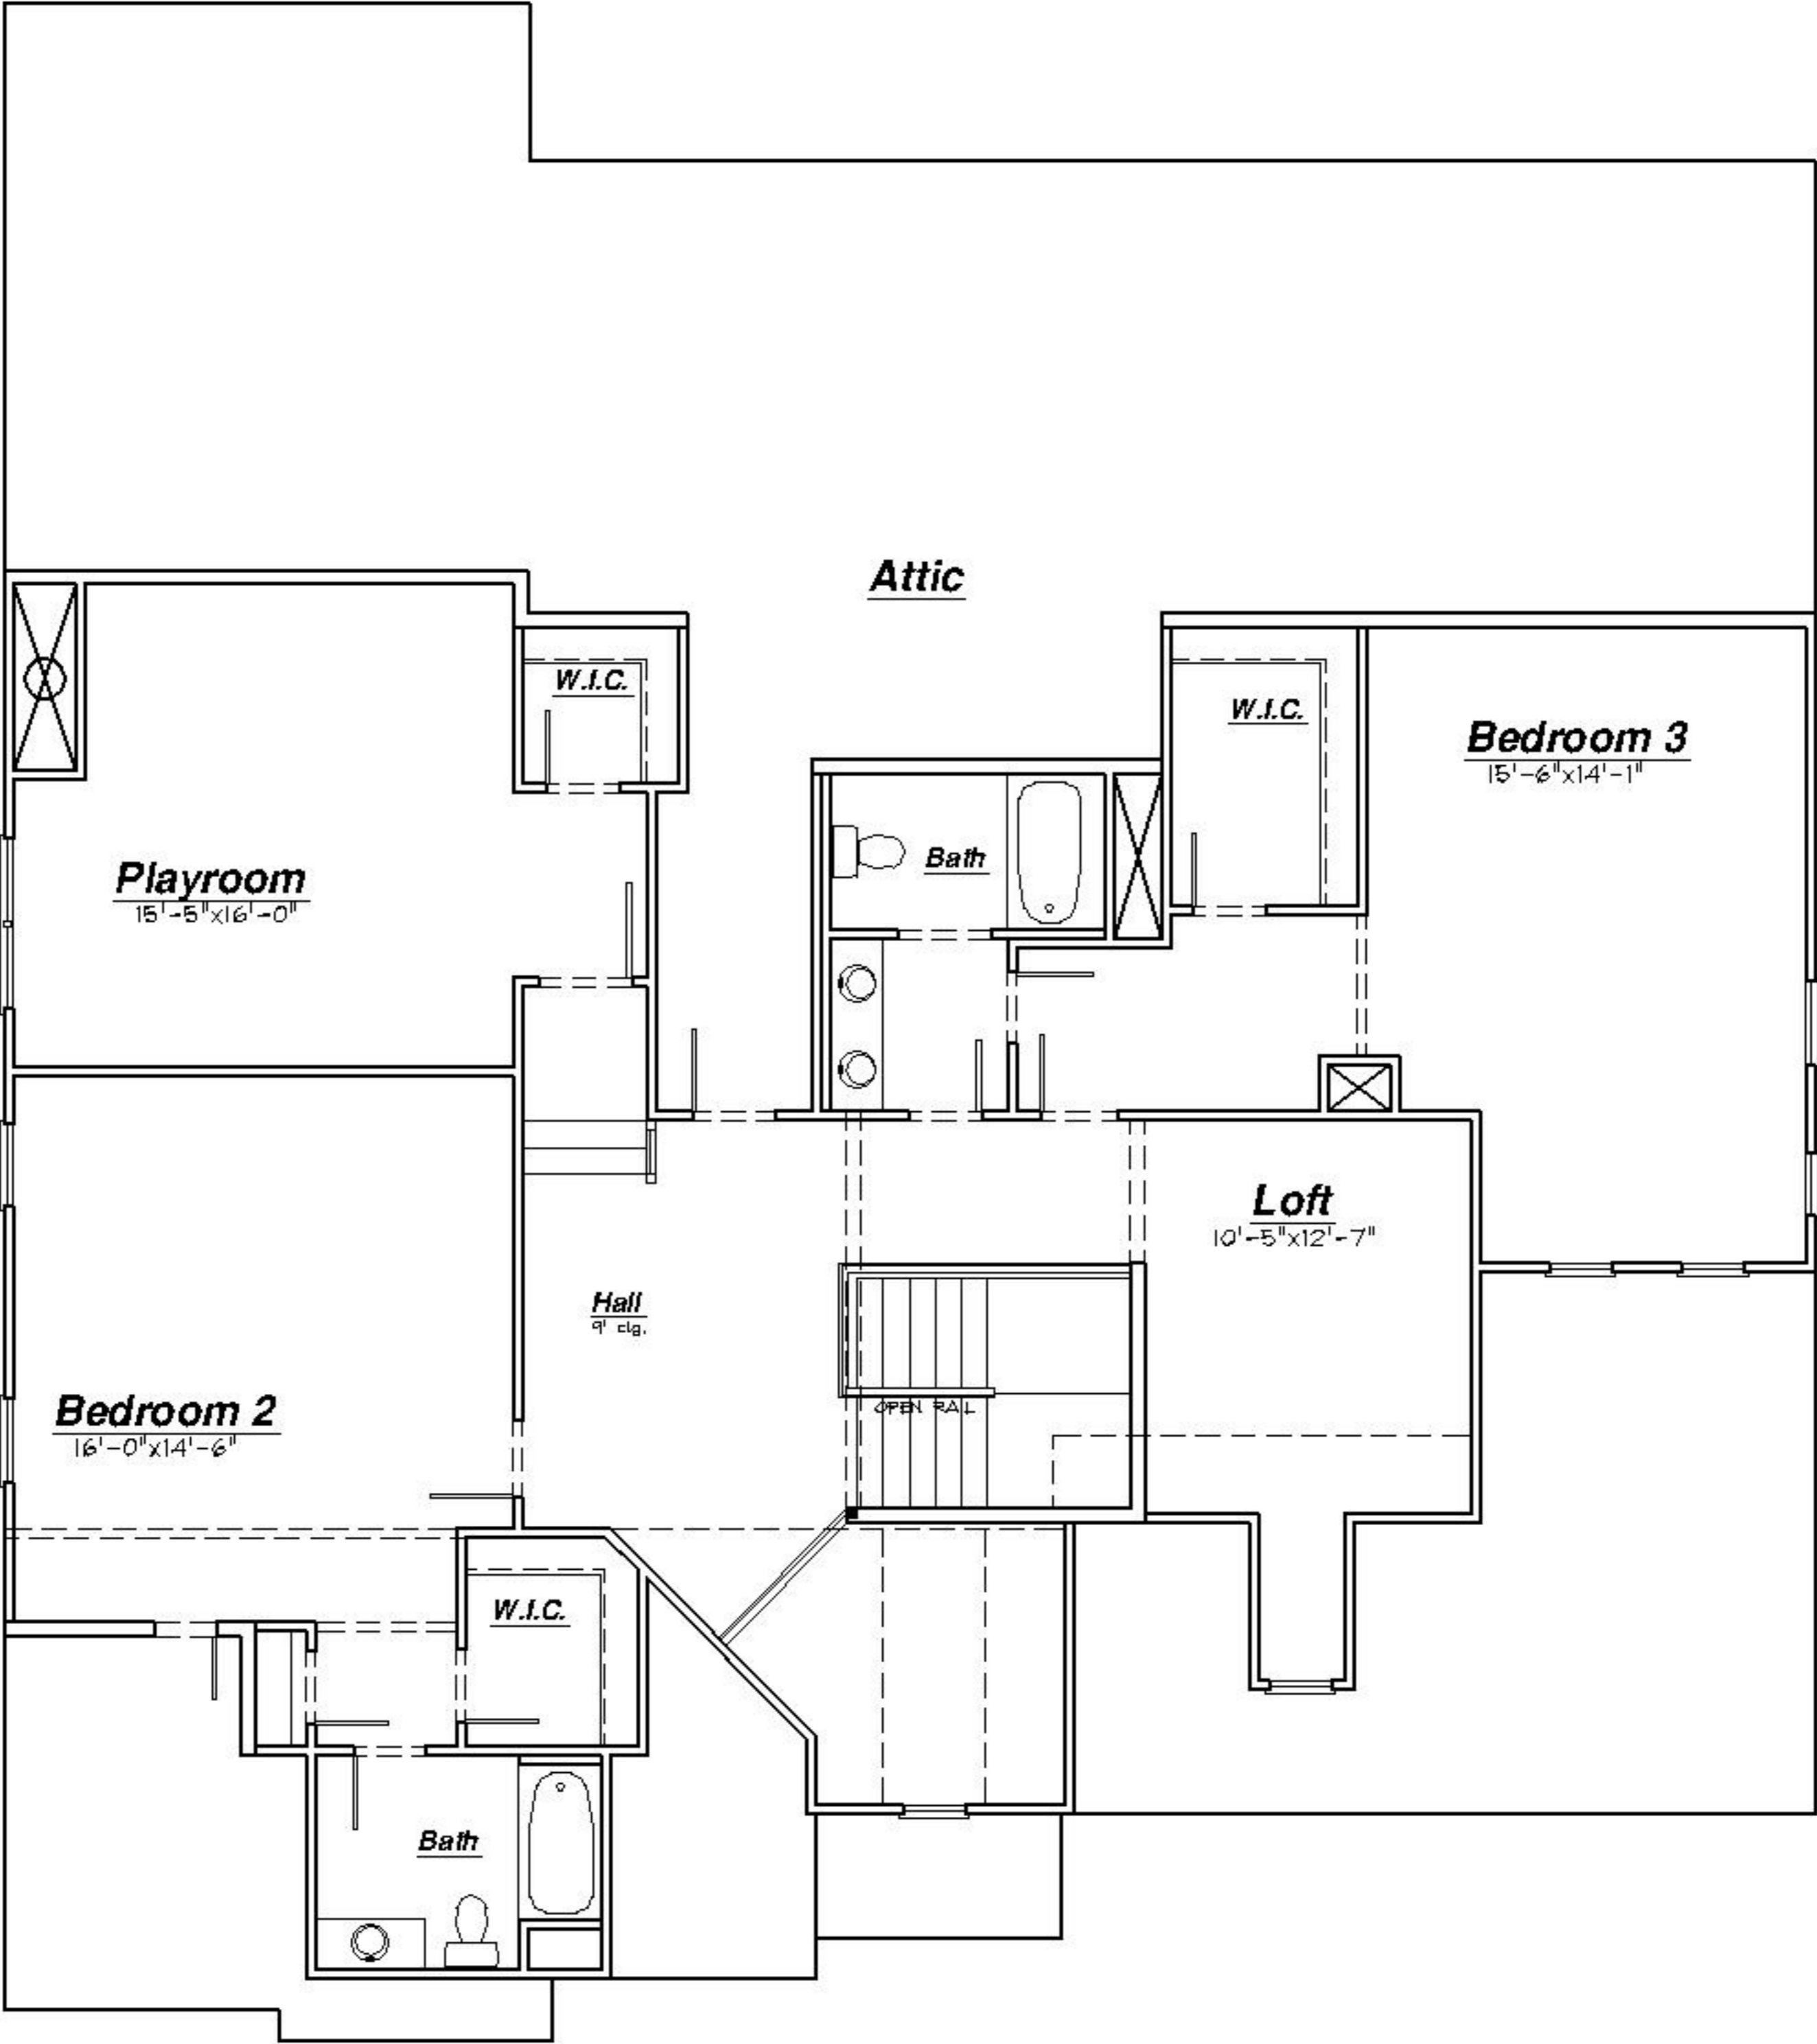 Attic
W.I.C.
W.I.C.
Bedroom 3
15'-6"x14'-1"
Bath
Playroom
15'-5"x16'-0"
Loft
10'-5"x12'-7"
Hall
9' clg.
Bedroom 2
16'-0"x14'-6"
OPEN RAIL
W.I.C.
Bath